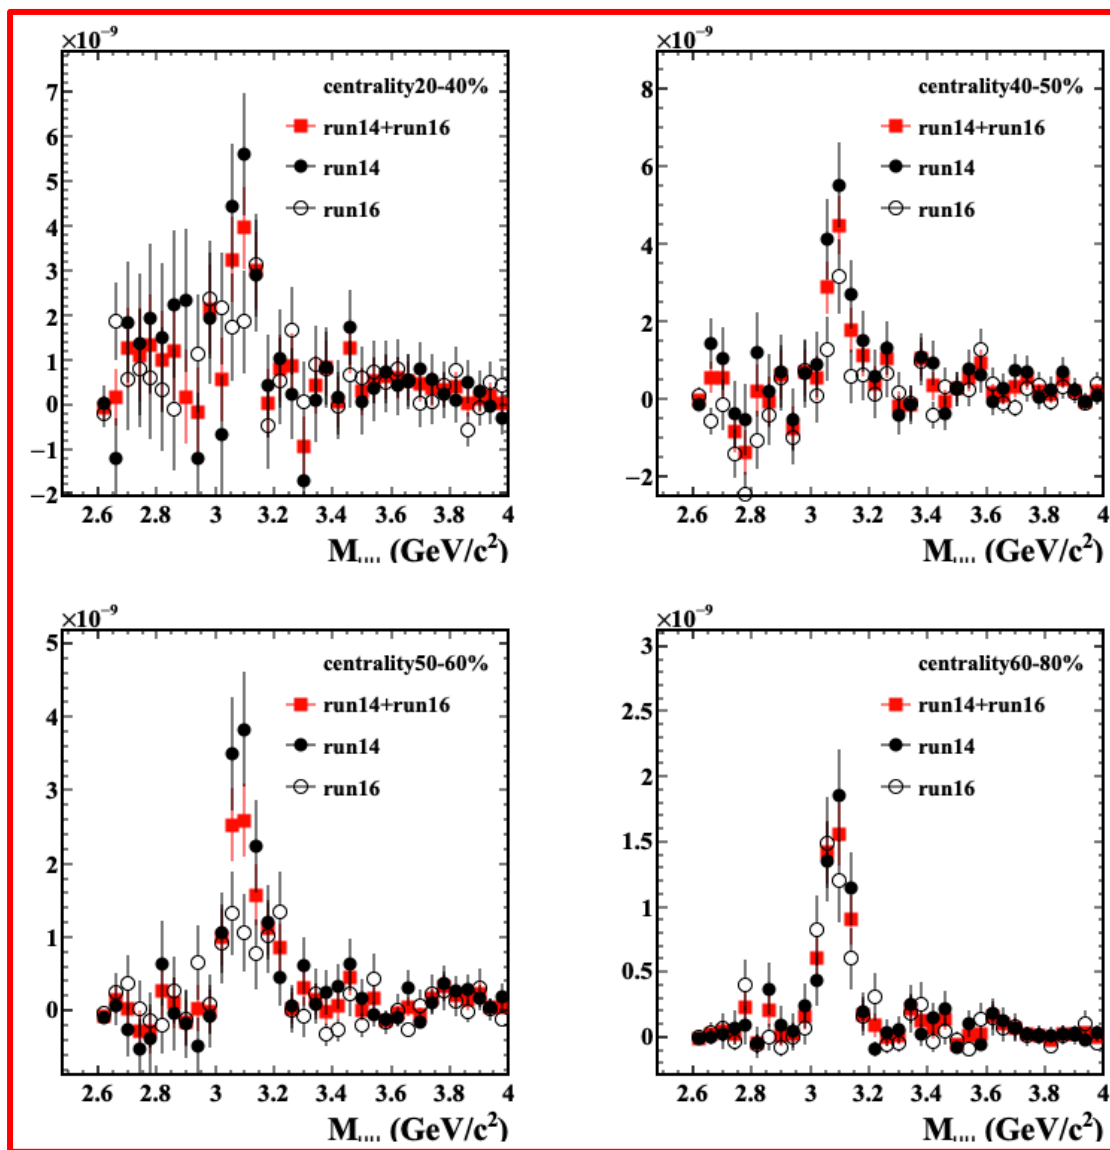 ×10⁻⁹
centrality20-40%
run14+run16
run14
run16
7
6
5
4
3
2
1
0
−1
−2
2.6 2.8 3 3.2 3.4 3.6 3.8 4
(GeV/c²)
×10⁻⁹
centrality40-50%
run14+run16
run14
run16
8
6
4
2
0
−2
2.6 2.8 3 3.2 3.4 3.6 3.8 4
(GeV/c²)
×10⁻⁹
centrality50-60%
run14+run16
run14
run16
5
4
3
2
1
0
2.6 2.8 3 3.2 3.4 3.6 3.8 4
(GeV/c²)
×10⁻⁹
centrality60-80%
run14+run16
run14
run16
3
2.5
2
1.5
1
0.5
0
2.6 2.8 3 3.2 3.4 3.6 3.8 4
(GeV/c²)